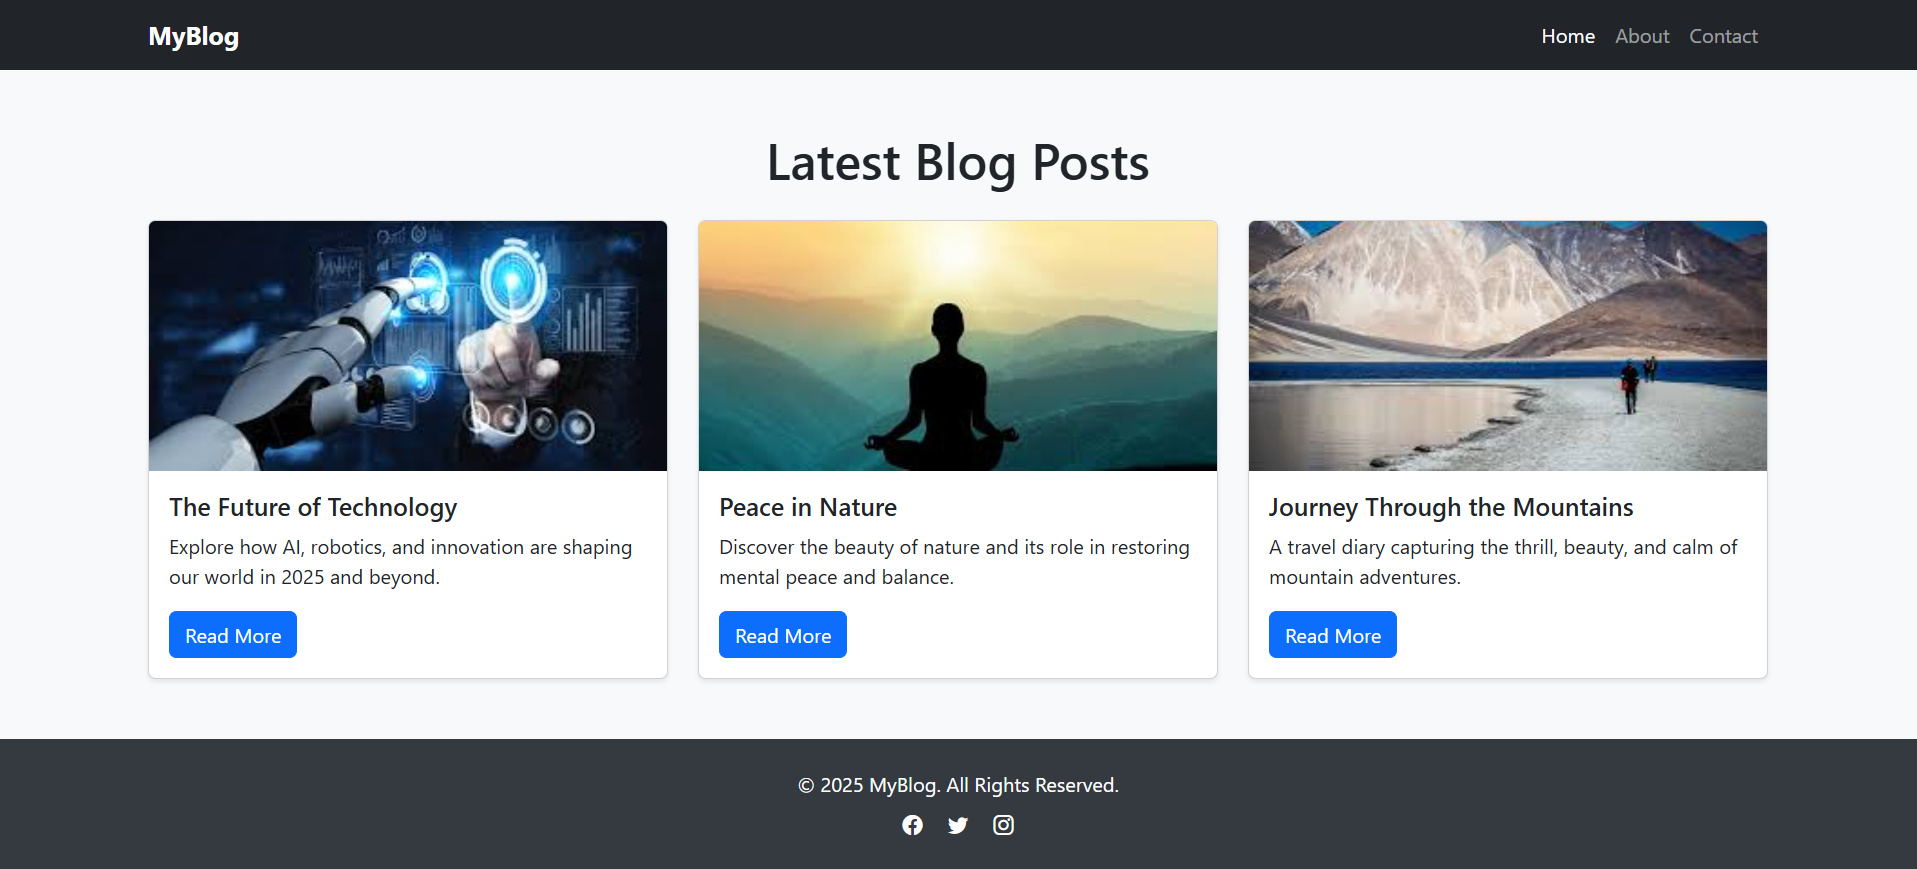 MyBlog
Home About Contact
Latest Blog Posts
The Future of Technology
Explore how AI, robotics, and innovation are shaping
our world in 2025 and beyond.
Read More
Peace in Nature
Discover the beauty of nature and its role in restoring
mental peace and balance.
Read More
Journey Through the Mountains
A travel diary capturing the thrill, beauty, and calm of
mountain adventures.
Read More
© 2025 MyBlog. All Rights Reserved.